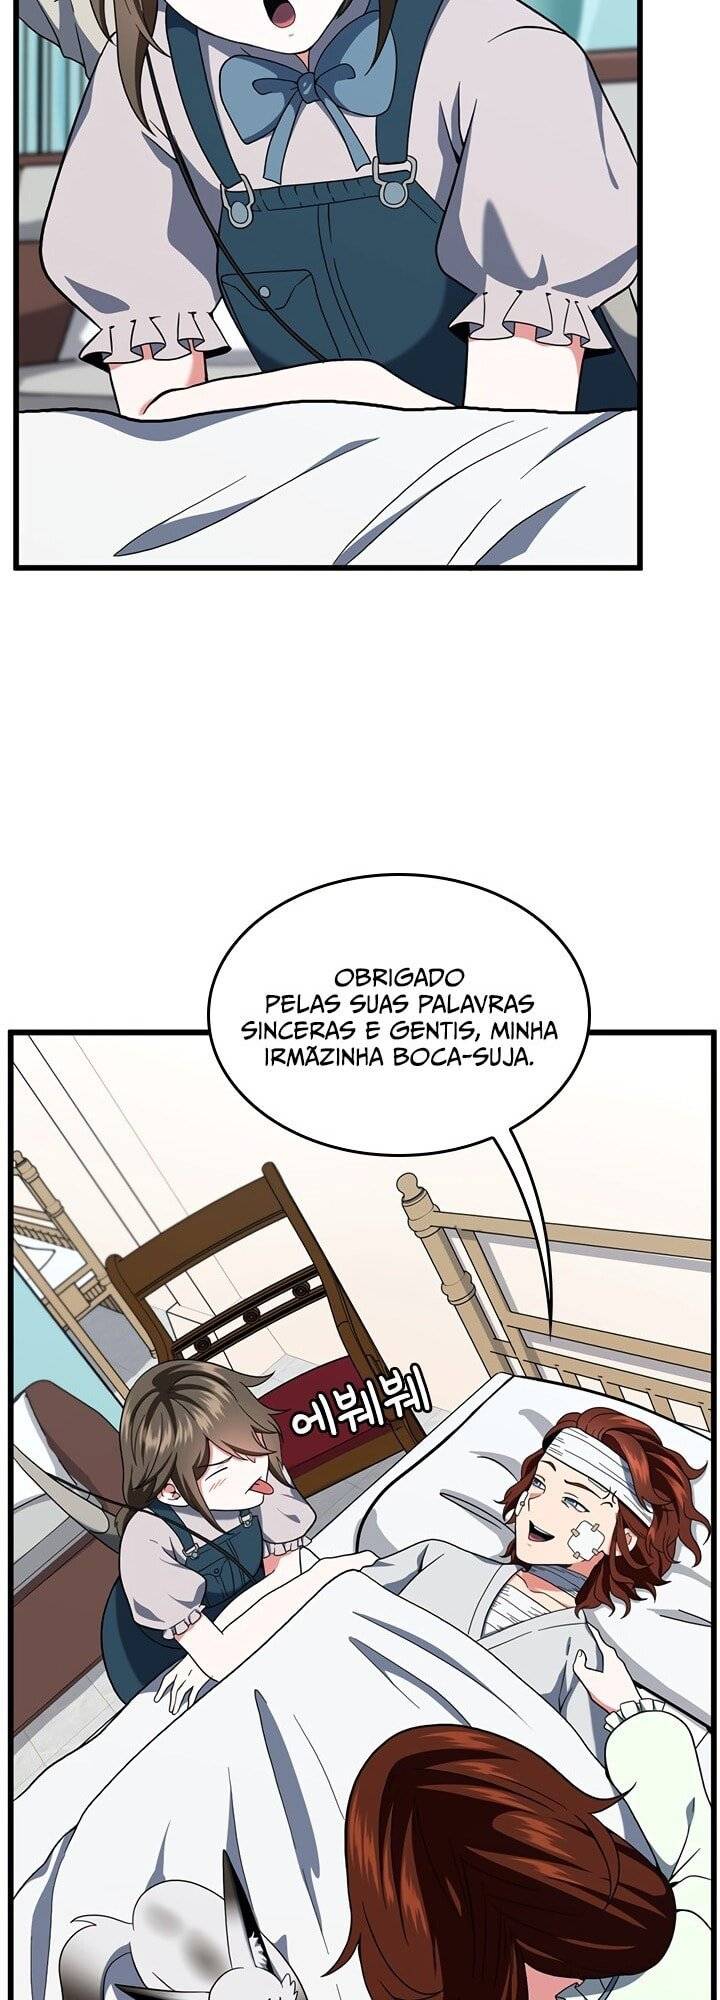 OBRIGADO
PELAS SUAS PALAVRAS
SINCERAS E GENTIS, MINHA
IRMÃZINHA BOCA-SUJA.
에붸붸